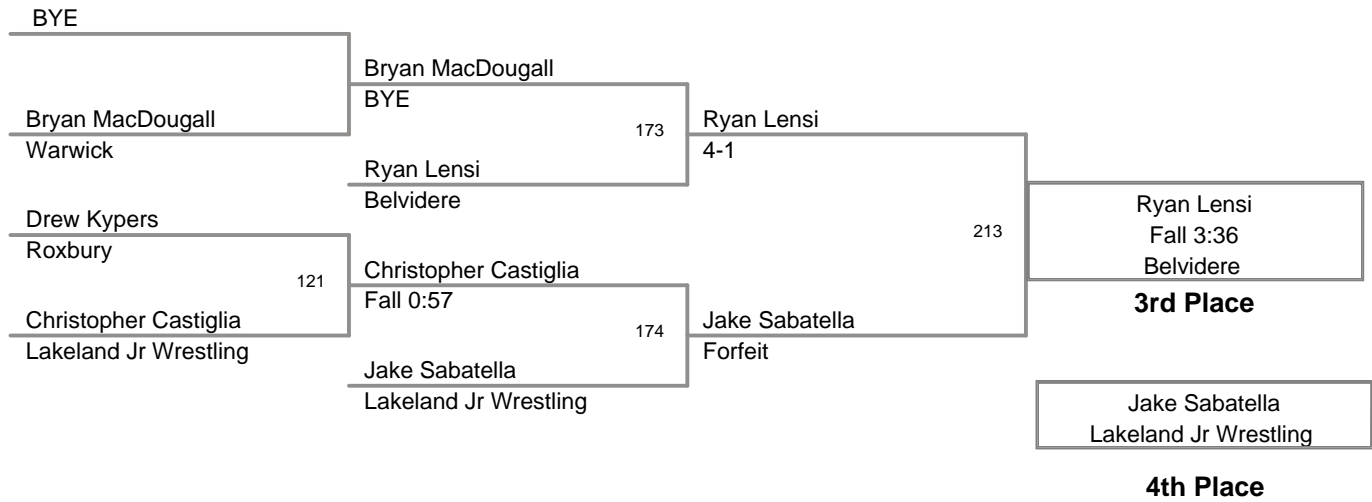 BYE
Bryan MacDougall
BYE
Bryan MacDougall
Warwick
173
Ryan Lensi
4-1
Ryan Lensi
Belvidere
Drew Kypers
Roxbury
121
Christopher Castiglia
Fall 0:57
Christopher Castiglia
Lakeland Jr Wrestling
174
Jake Sabatella
Forfeit
Jake Sabatella
Lakeland Jr Wrestling
213
Ryan Lensi
Fall 3:36
Belvidere
3rd Place
Jake Sabatella
Lakeland Jr Wrestling
4th Place